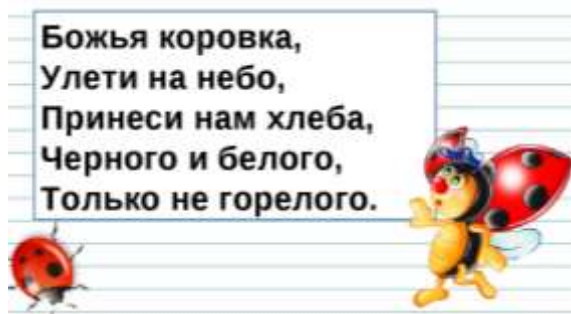 Божья коровка,
Улети на небо,
Принеси нам хлеба,
Черного и белого,
Только не горелого.